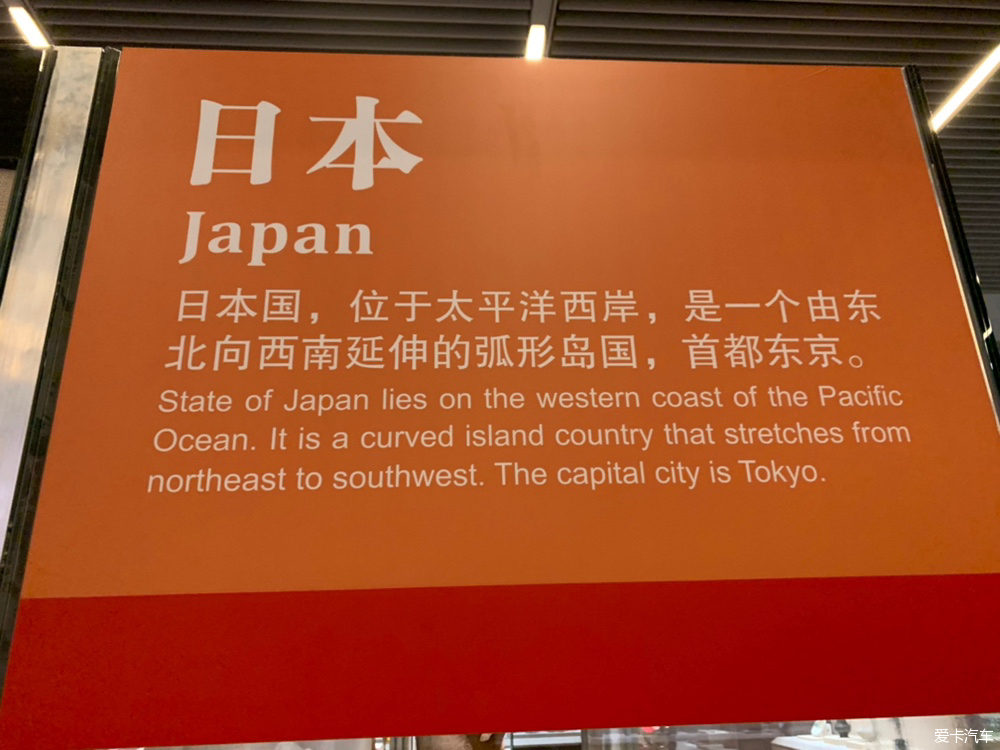 日本
Japan
日本国，位于太平洋西岸，是一个由东
北向西南延伸的弧形岛国，首都东京。
State of Japan lies on the western coast of the Pacific
Ocean. It is a curved island country that stretches from
northeast to southwest. The capital city is Tokyo.
爱卡汽车